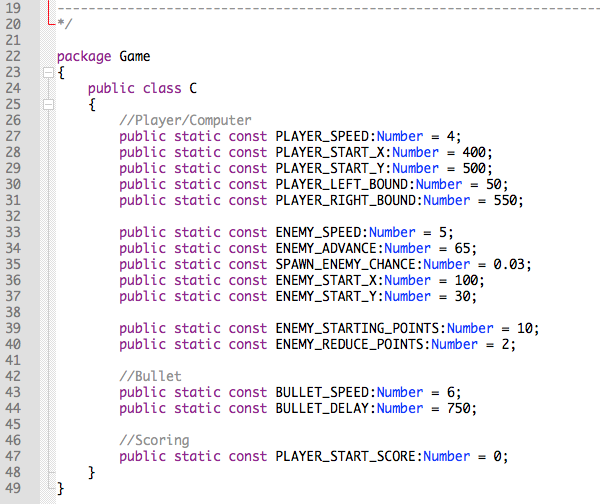 19 ----------------------------------------------------------------------
20 */
21
22 package Game
23 {
24     public class C
25     {
26         //Player/Computer
27         public static const PLAYER_SPEED:Number = 4;
28         public static const PLAYER_START_X:Number = 400;
29         public static const PLAYER_START_Y:Number = 500;
30         public static const PLAYER_LEFT_BOUND:Number = 50;
31         public static const PLAYER_RIGHT_BOUND:Number = 550;
32
33         public static const ENEMY_SPEED:Number = 5;
34         public static const ENEMY_ADVANCE:Number = 65;
35         public static const SPAWN_ENEMY_CHANCE:Number = 0.03;
36         public static const ENEMY_START_X:Number = 100;
37         public static const ENEMY_START_Y:Number = 30;
38
39         public static const ENEMY_STARTING_POINTS:Number = 10;
40         public static const ENEMY_REDUCE_POINTS:Number = 2;
41
42         //Bullet
43         public static const BULLET_SPEED:Number = 6;
44         public static const BULLET_DELAY:Number = 750;
45
46         //Scoring
47         public static const PLAYER_START_SCORE:Number = 0;
48     }
49 }